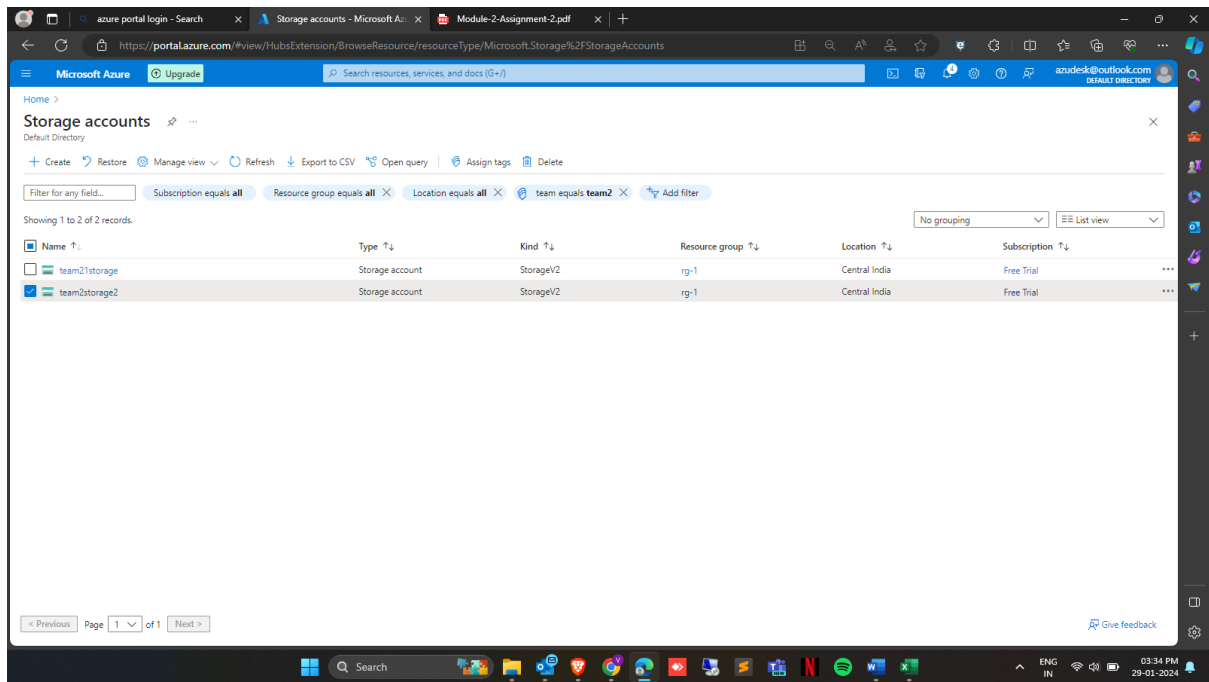 azure portal login - Search
Storage accounts - Microsoft Az
Module-2-Assignment-2.pdf
https://portal.azure.com/#view/HubsExtension/BrowseResource/resourceType/Microsoft.Storage%2FStorageAccounts
Microsoft Azure
Upgrade
Search resources, services, and docs (G+/)
4
azudesk@outlook.com
DEFAULT DIRECTORY
Home >
Storage accounts
Default Directory
Create Restore Manage view Refresh Export to CSV Open query Assign tags Delete
Filter for any field... Subscription equals all Resource group equals all Location equals all team equals team2 Add filter
Showing 1 to 2 of 2 records.
No grouping List view
Name Type Kind Resource group Location Subscription
team21storage Storage account StorageV2 rg-1 Central India Free Trial
team2storage2 Storage account StorageV2 rg-1 Central India Free Trial
< Previous Page 1 of 1 Next >
Give feedback
Search
ENG
IN
03:34 PM
29-01-2024